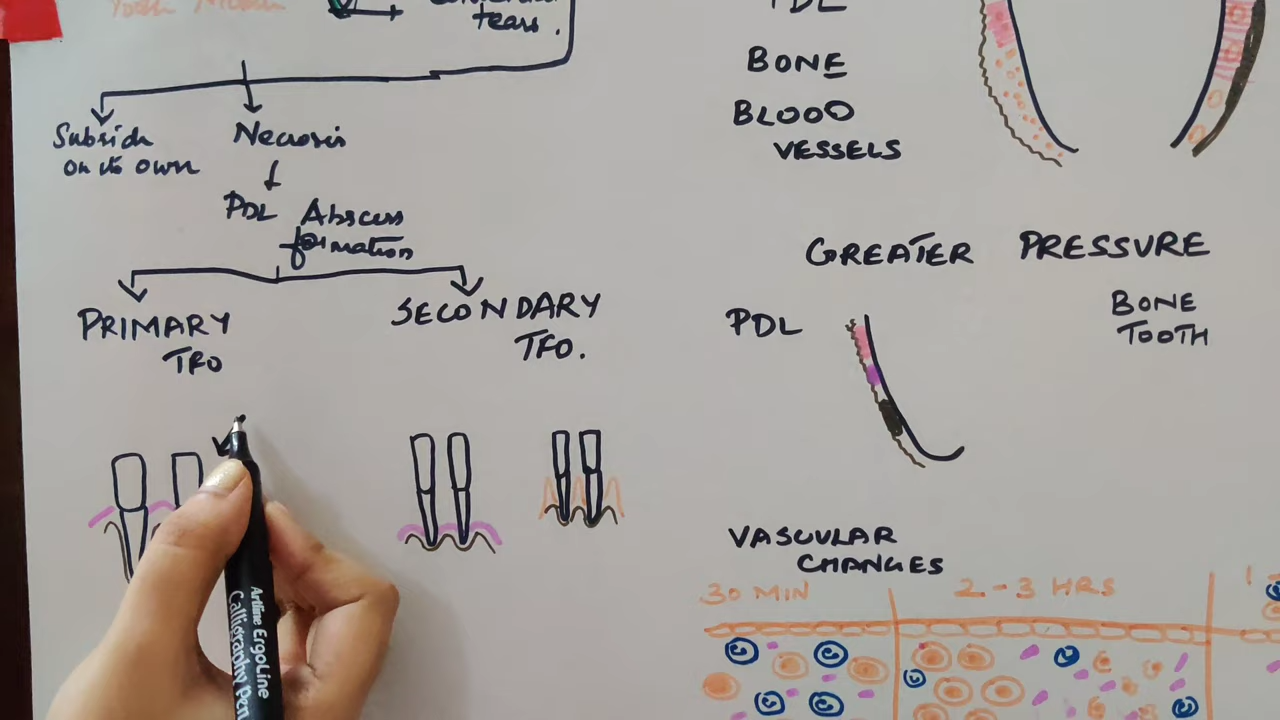 tears.
Subside
on its own
Necrosis
PDL Abscess
formation
PRIMARY
TFO
SECONDARY
TFO.
PDL
BONE
BLOOD
VESSELS
GREATER PRESSURE
PDL
BONE
TOOTH
VASCULAR
CHANGES
30 MIN
2-3 HRS
1
Artline ErgoLine
Calligraphy Pen